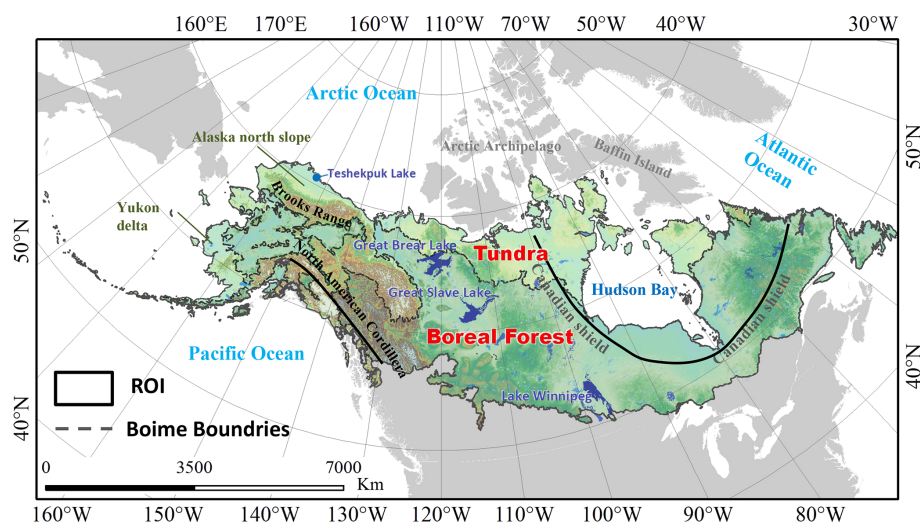 160°E
170°E
180°
170°W
160°W
140°W
110°W
70°W
50°W
40°W
30°W
Arctic Ocean
Atlantic
Ocean
50°N
Alaska north slope
Arctic Archipelago
Baffin Island
Teshekpuk Lake
Brooks Range
Yukon
delta
50°N
Great Brear Lake
Tundra
North American Cordillera
Great Slave Lake
Hudson Bay
Canadian shield
Canadian shield
Boreal Forest
Pacific Ocean
40°N
Lake Winnipeg
ROI
40°N
Boime Boundries
0
3500
7000
Km
160°W
150°W
140°W
130°W
120°W
110°W
100°W
90°W
80°W